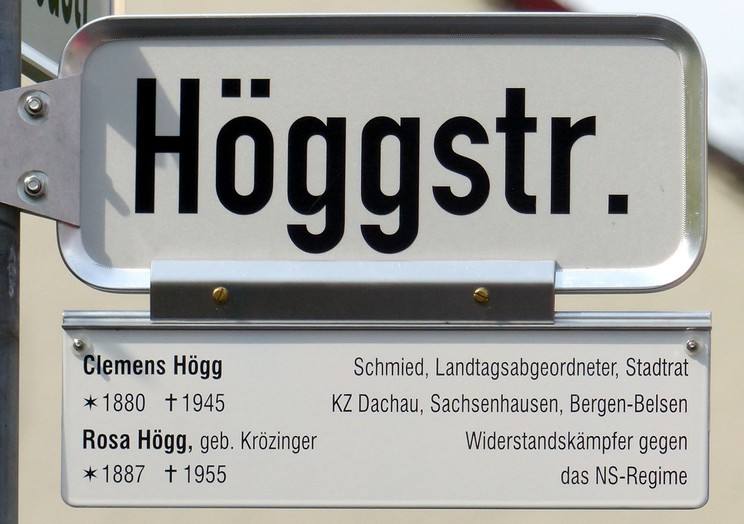 Höggstr.
Clemens Högg Schmied, Landtagsabgeordneter, Stadtrat
✶1880 ✝1945 KZ Dachau, Sachsenhausen, Bergen-Belsen
Rosa Högg, geb. Krözinger Widerstandskämpfer gegen
✶1887 ✝1955 das NS-Regime